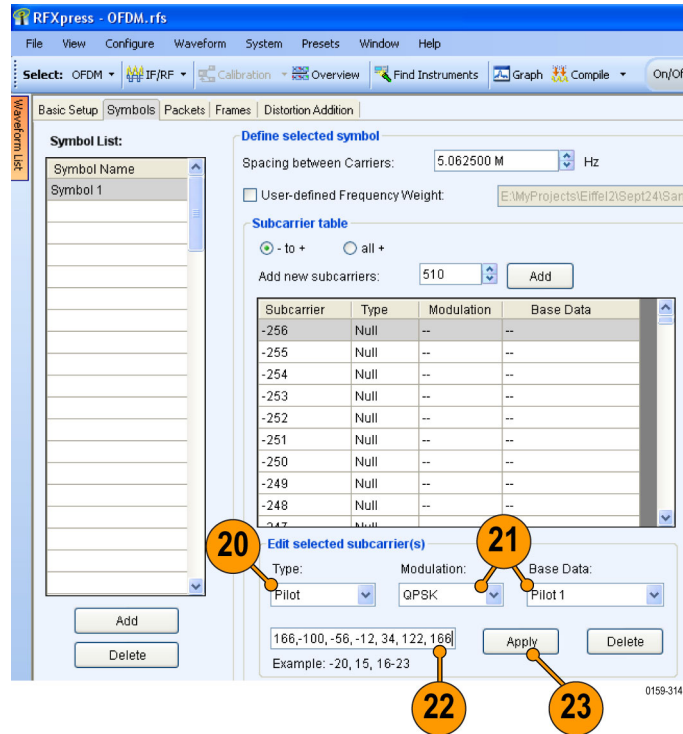 RFXpress - OFDM.rfs
File View Configure Waveform System Presets Window Help
Select: OFDM IF/RF Calibration Overview Find Instruments Graph Compile On/Of
Waveform List
Basic Setup Symbols Packets Frames Distortion Addition
Symbol List:
Symbol Name
Symbol 1
Add
Delete
Define selected symbol
Spacing between Carriers: 5.062500 M Hz
User-defined Frequency Weight: E:\MyProjects\Eiffel2\Sept24\Sar
Subcarrier table
- to + all +
Add new subcarriers: 510 Add
Subcarrier Type Modulation Base Data
-256 Null -- --
-255 Null -- --
-254 Null -- --
-253 Null -- --
-252 Null -- --
-251 Null -- --
-250 Null -- --
-249 Null -- --
-248 Null -- --
-247 Null
Edit selected subcarrier(s)
20 21
Type: Modulation: Base Data:
Pilot QPSK Pilot 1
166,-100, -56, -12, 34, 122, 166 Apply Delete
Example: -20, 15, 16-23
22 23
0159-314